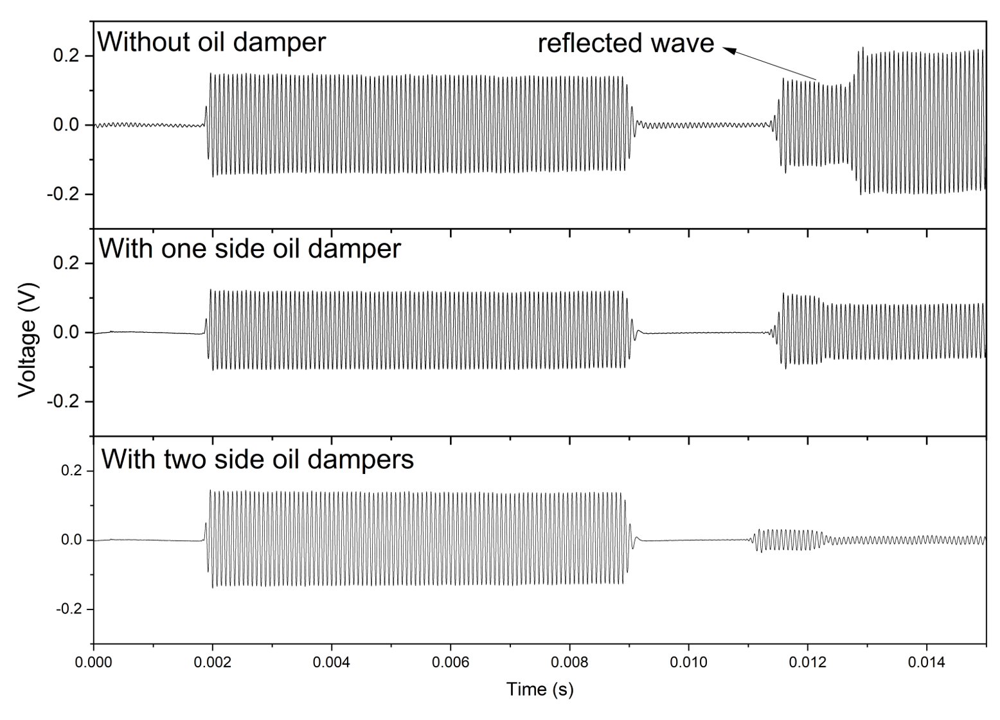 Without oil damper
reflected wave
0.2
0.0
-0.2
With one side oil damper
0.2
0.0
-0.2
Voltage (V)
With two side oil dampers
0.2
0.0
-0.2
0.000 0.002 0.004 0.006 0.008 0.010 0.012 0.014
Time (s)